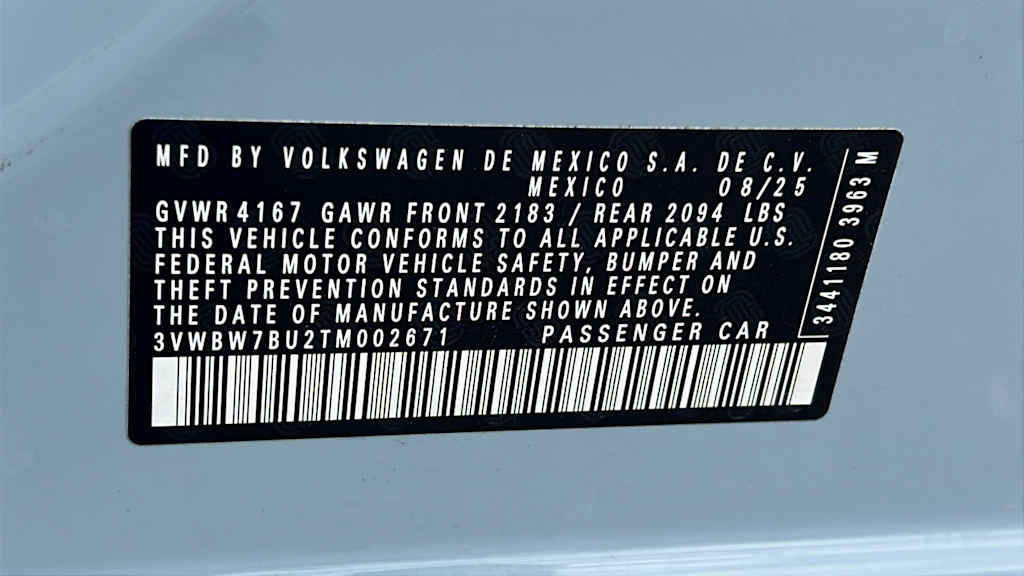 MFD BY VOLKSWAGEN DE MEXICO S.A. DE C.V.
MEXICO 08/25
GVWR 4167 GAWR FRONT 2183 / REAR 2094 LBS
THIS VEHICLE CONFORMS TO ALL APPLICABLE U.S.
FEDERAL MOTOR VEHICLE SAFETY, BUMPER AND
THEFT PREVENTION STANDARDS IN EFFECT ON
THE DATE OF MANUFACTURE SHOWN ABOVE.
3VWBW7BU2TM002671 PASSENGER CAR
3441180 3963 M